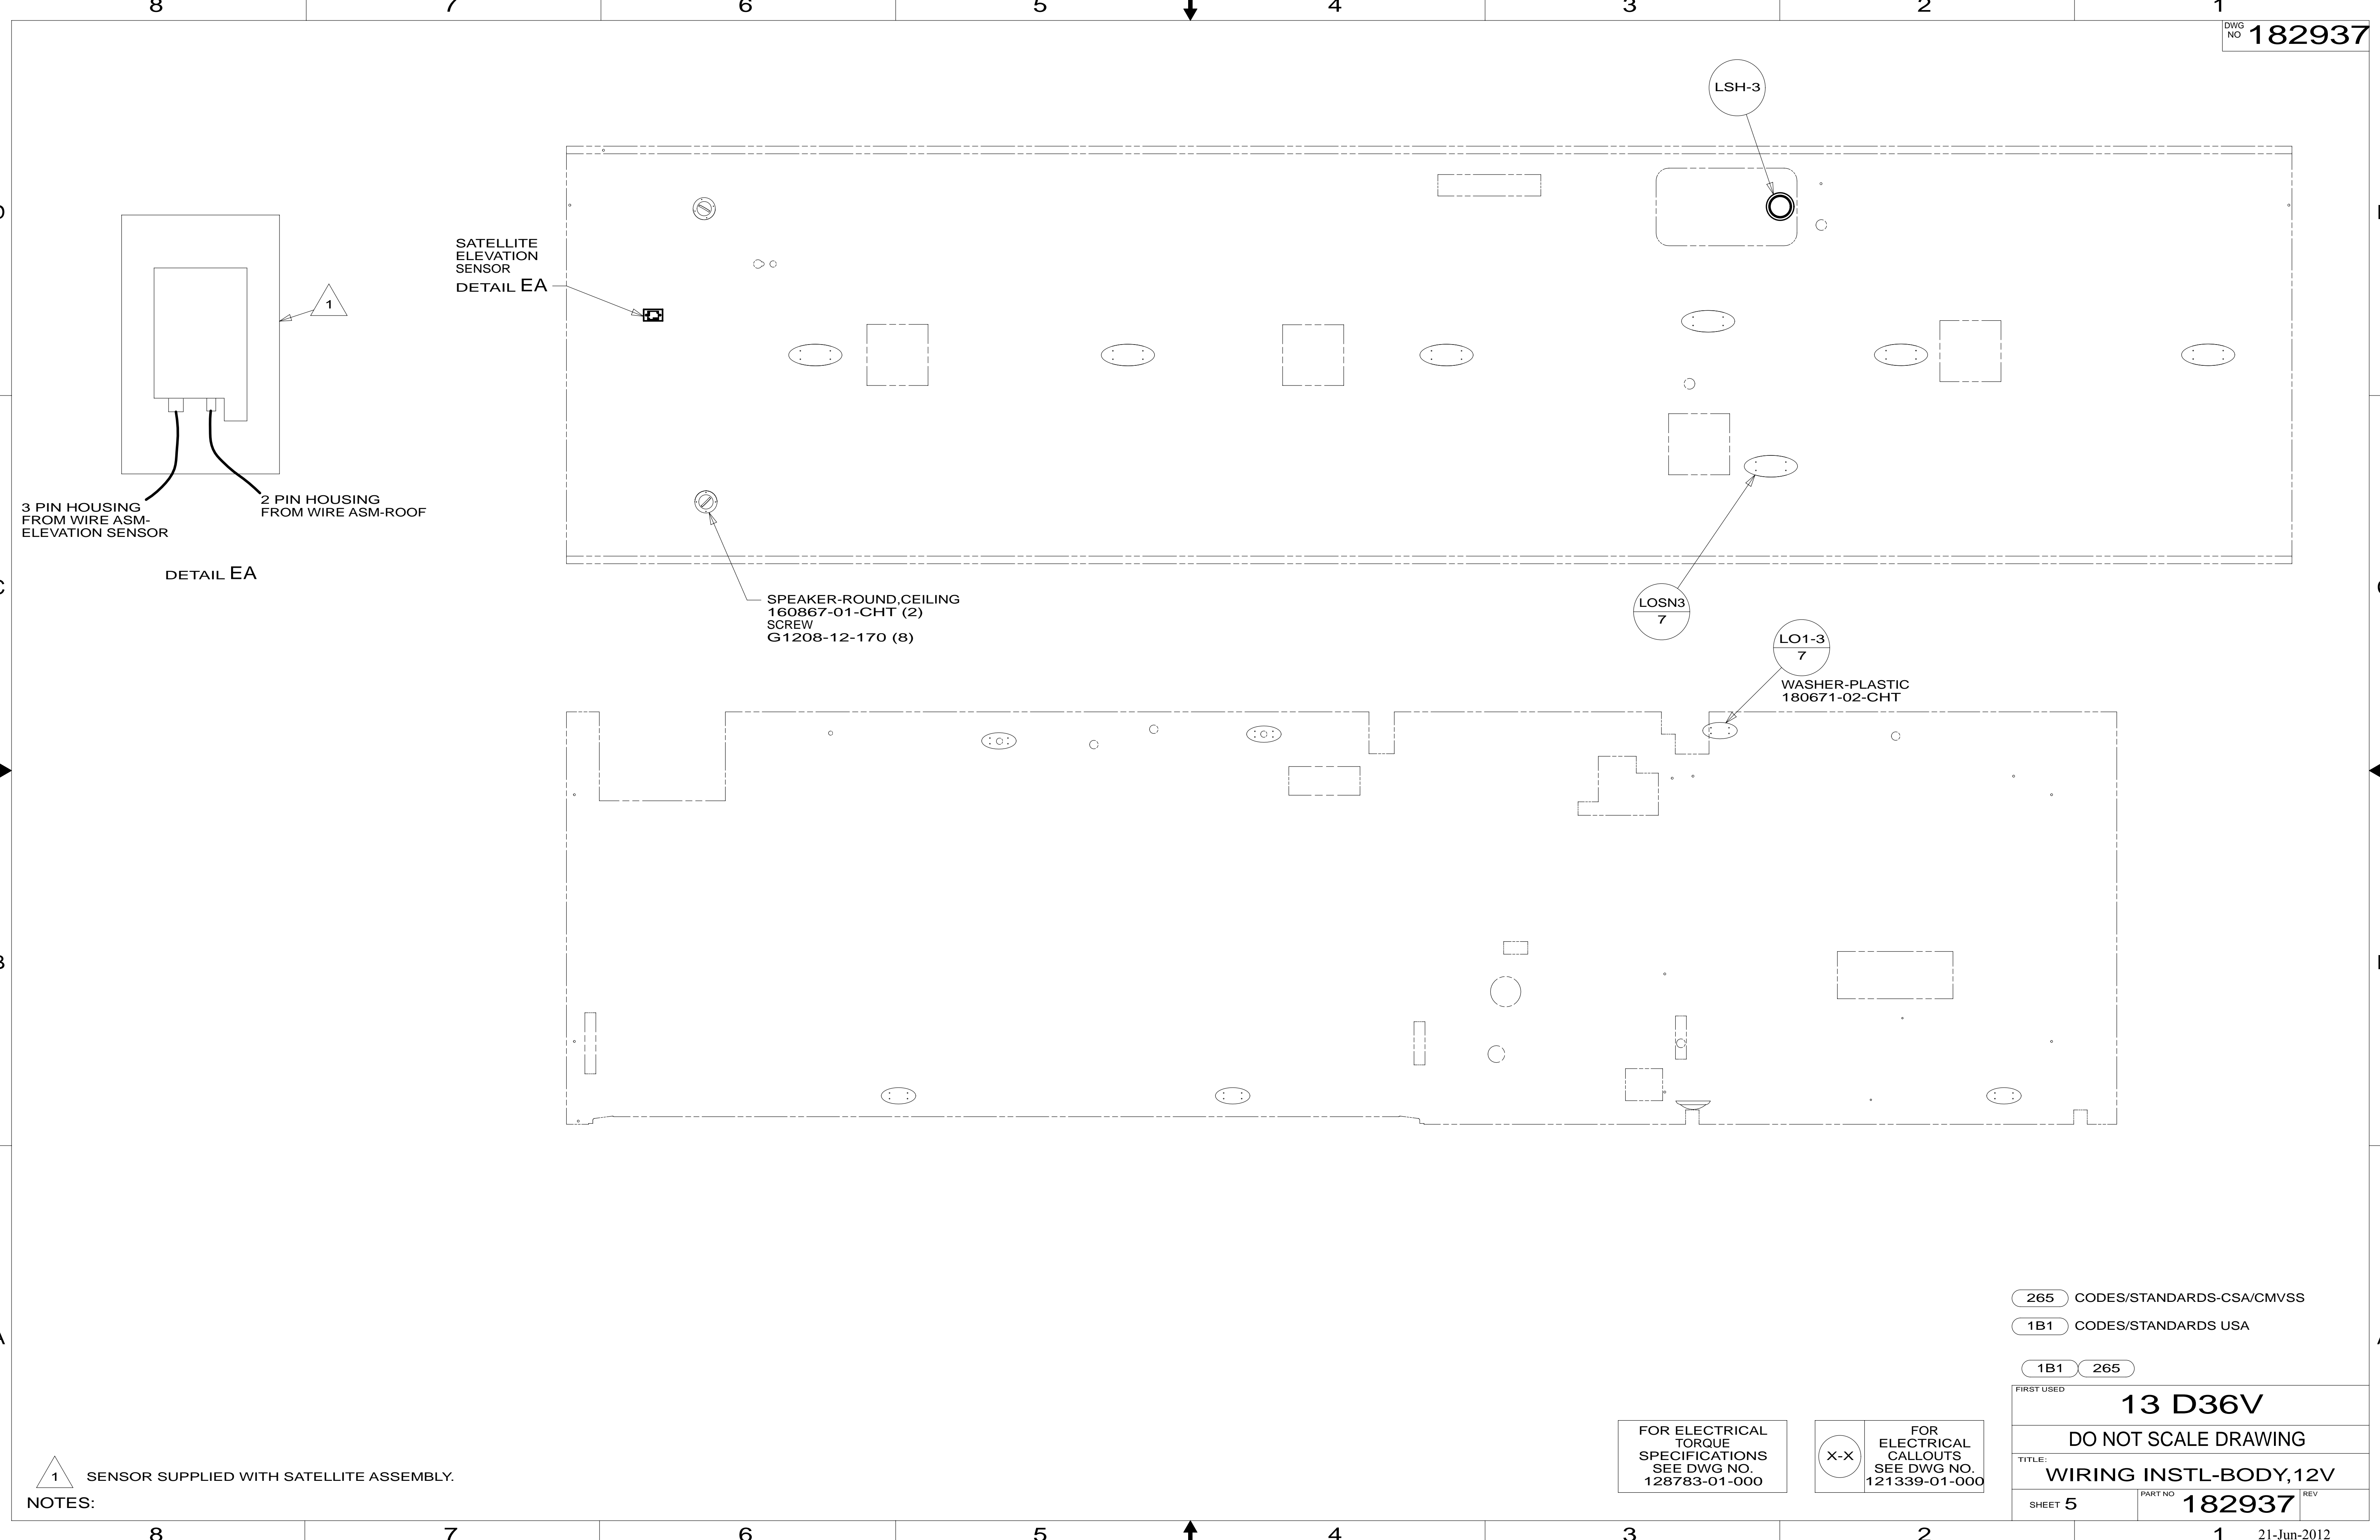 8 7 6 5 4 3 2 1
DWG
NO 182937
LSH-3
SATELLITE
ELEVATION
SENSOR
DETAIL EA
1
3 PIN HOUSING
FROM WIRE ASM-
ELEVATION SENSOR
2 PIN HOUSING
FROM WIRE ASM-ROOF
DETAIL EA
SPEAKER-ROUND,CEILING
160867-01-CHT (2)
SCREW
G1208-12-170 (8)
LOSN3
7
LO1-3
7
WASHER-PLASTIC
180671-02-CHT
265 CODES/STANDARDS-CSA/CMVSS
1B1 CODES/STANDARDS USA
1B1 265
FIRST USED
13 D36V
DO NOT SCALE DRAWING
TITLE:
WIRING INSTL-BODY,12V
SHEET 5
PART NO 182937
REV
FOR ELECTRICAL
TORQUE
SPECIFICATIONS
SEE DWG NO.
128783-01-000
X-X
FOR
ELECTRICAL
CALLOUTS
SEE DWG NO.
121339-01-000
1 SENSOR SUPPLIED WITH SATELLITE ASSEMBLY.
NOTES:
8 7 6 5 4 3 2 1
21-Jun-2012